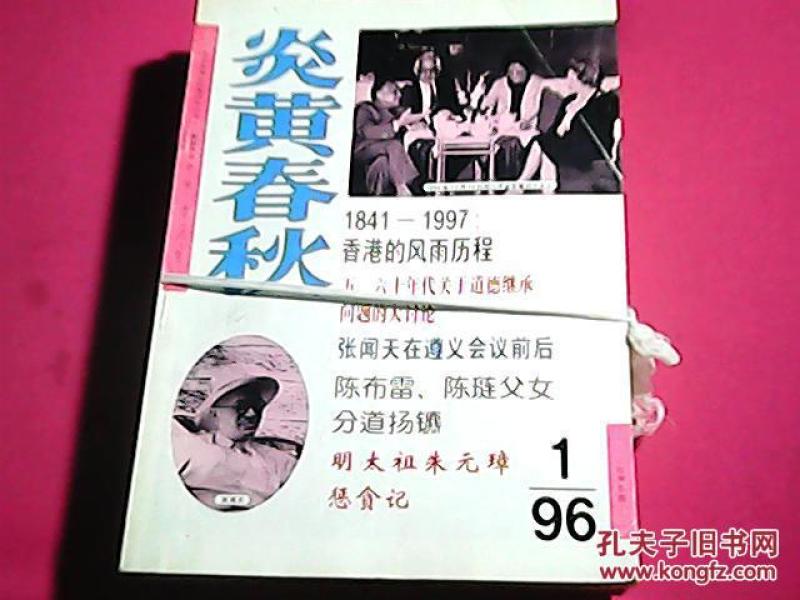 炎黄春秋
1841－1997：
香港的风雨历程
五、六十年代关于道德继承
问题的大讨论
张闻天在遵义会议前后
陈布雷、陈琏父女
分道扬镳
明太祖朱元璋
惩贪记
1
96
孔夫子旧书网
www.kongfz.com